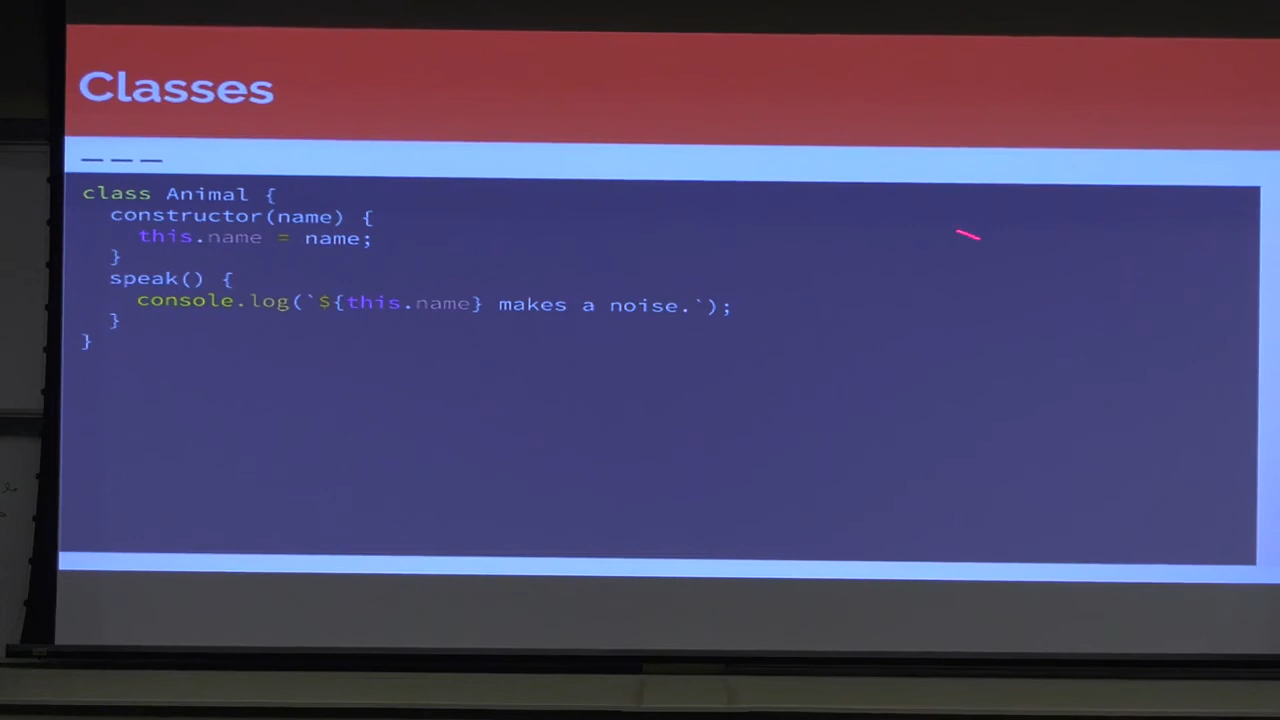 Classes
class Animal {
constructor(name) {
this.name = name;
}
speak() {
console.log(`${this.name} makes a noise.`);
}
}